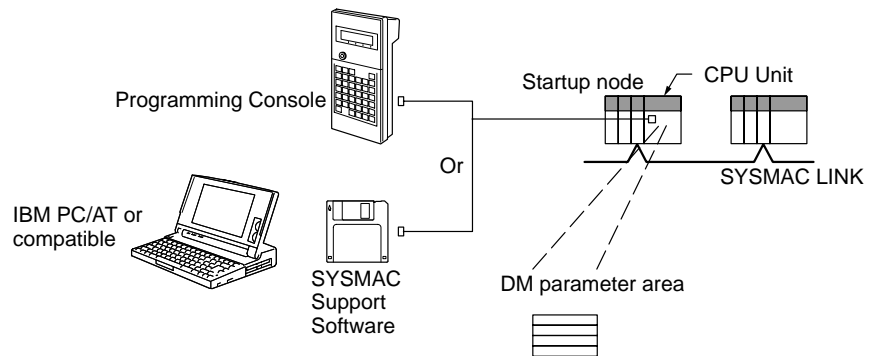 Startup node
CPU Unit
Programming Console
Or
SYSMAC LINK
IBM PC/AT or
compatible
SYSMAC
Support
Software
DM parameter area